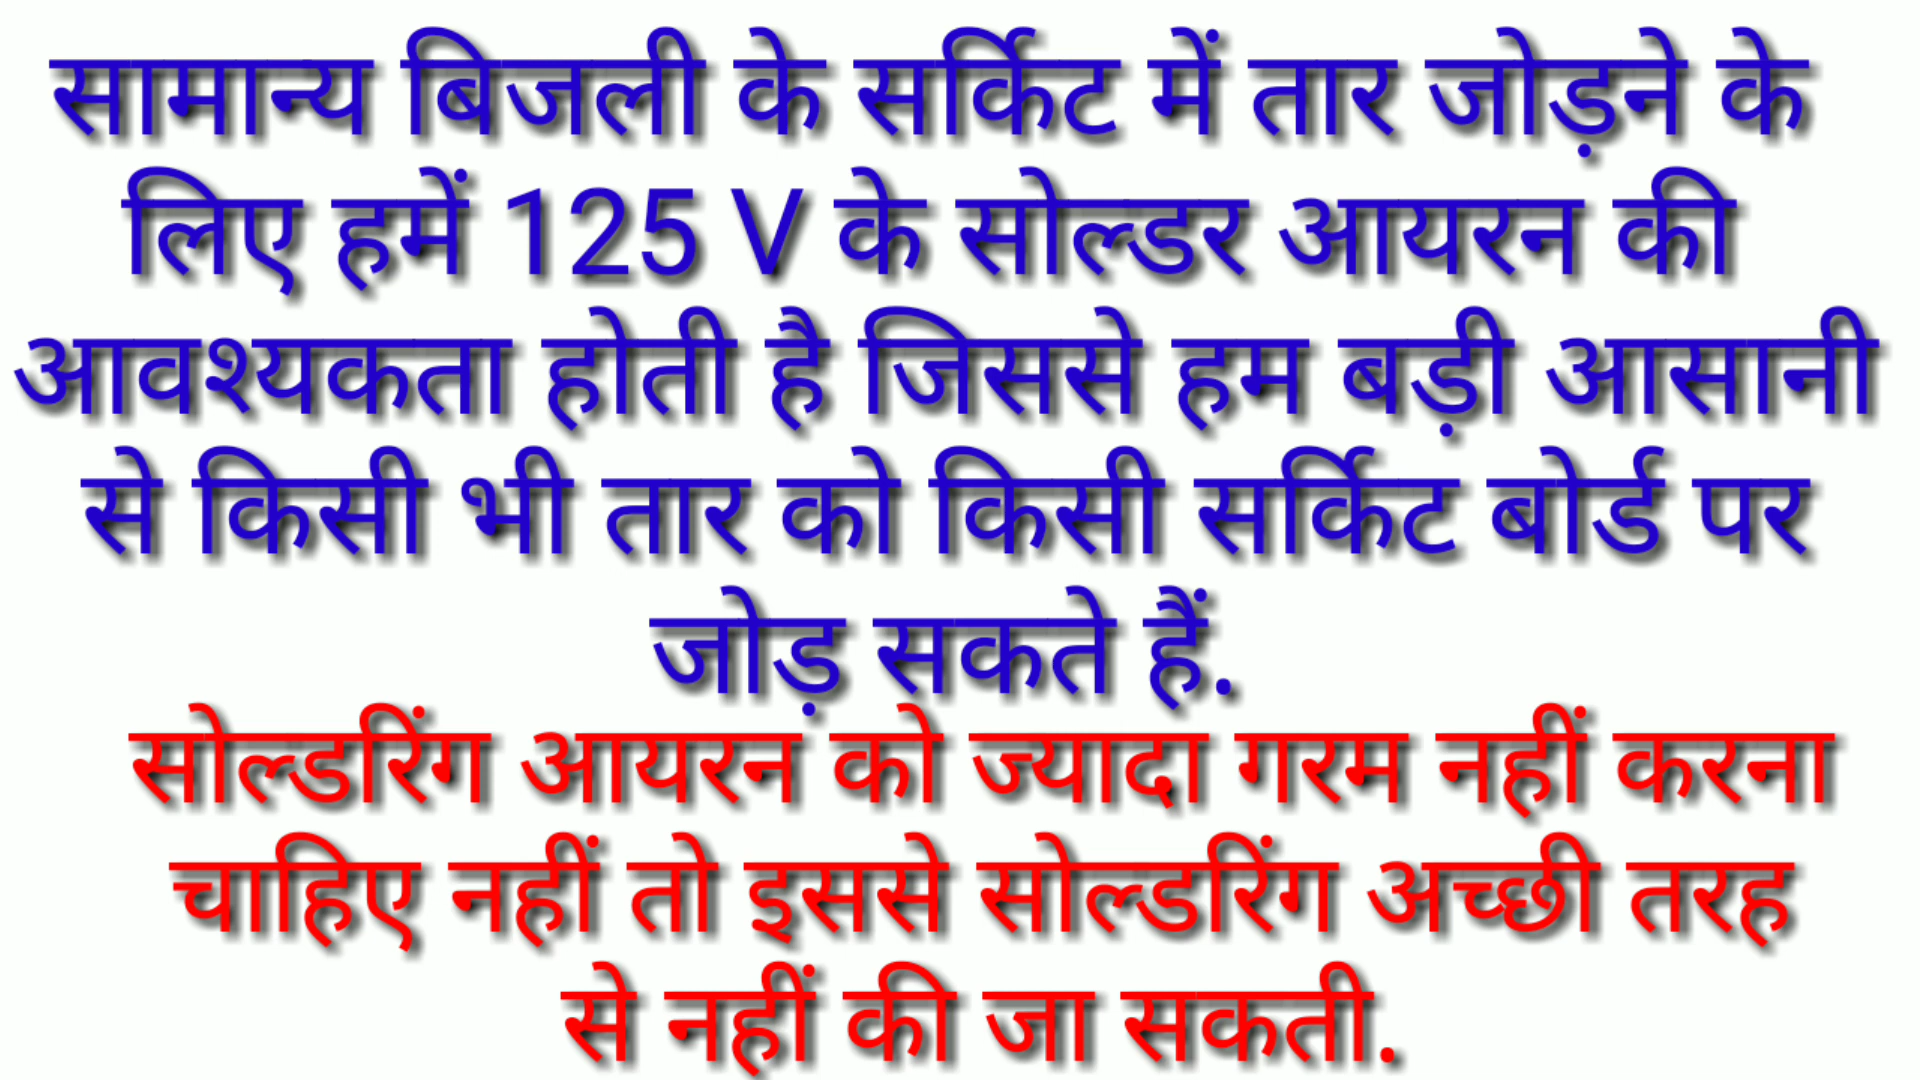 सामान्य बिजली के सर्किट में तार जोड़ने के
लिए हमें 125 V के सोल्डर आयरन की
आवश्यकता होती है जिससे हम बड़ी आसानी
से किसी भी तार को किसी सर्किट बोर्ड पर
जोड़ सकते हैं.
सोल्डरिंग आयरन को ज्यादा गरम नहीं करना
चाहिए नहीं तो इससे सोल्डरिंग अच्छी तरह
से नहीं की जा सकती.